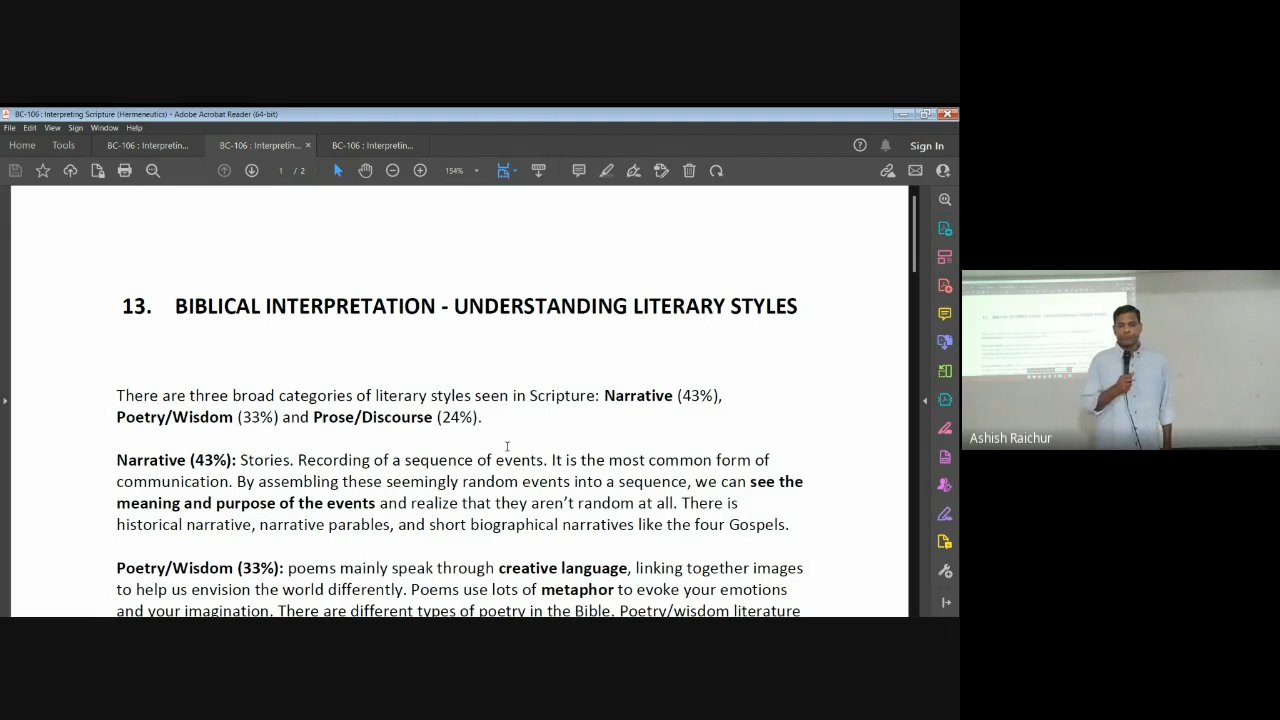 BC-106 : Interpreting Scripture (Hermeneutics) - Adobe Acrobat Reader (64-bit)
File Edit View Sign Window Help
Home Tools BC-106 : Interpretin... BC-106 : Interpretin... × BC-106 : Interpretin... Sign In
1 / 2 154%
13. BIBLICAL INTERPRETATION - UNDERSTANDING LITERARY STYLES
There are three broad categories of literary styles seen in Scripture: Narrative (43%),
Poetry/Wisdom (33%) and Prose/Discourse (24%).
Narrative (43%): Stories. Recording of a sequence of events. It is the most common form of
communication. By assembling these seemingly random events into a sequence, we can see the
meaning and purpose of the events and realize that they aren’t random at all. There is
historical narrative, narrative parables, and short biographical narratives like the four Gospels.
Poetry/Wisdom (33%): poems mainly speak through creative language, linking together images
to help us envision the world differently. Poems use lots of metaphor to evoke your emotions
and your imagination. There are different types of poetry in the Bible. Poetry/wisdom literature
Ashish Raichur